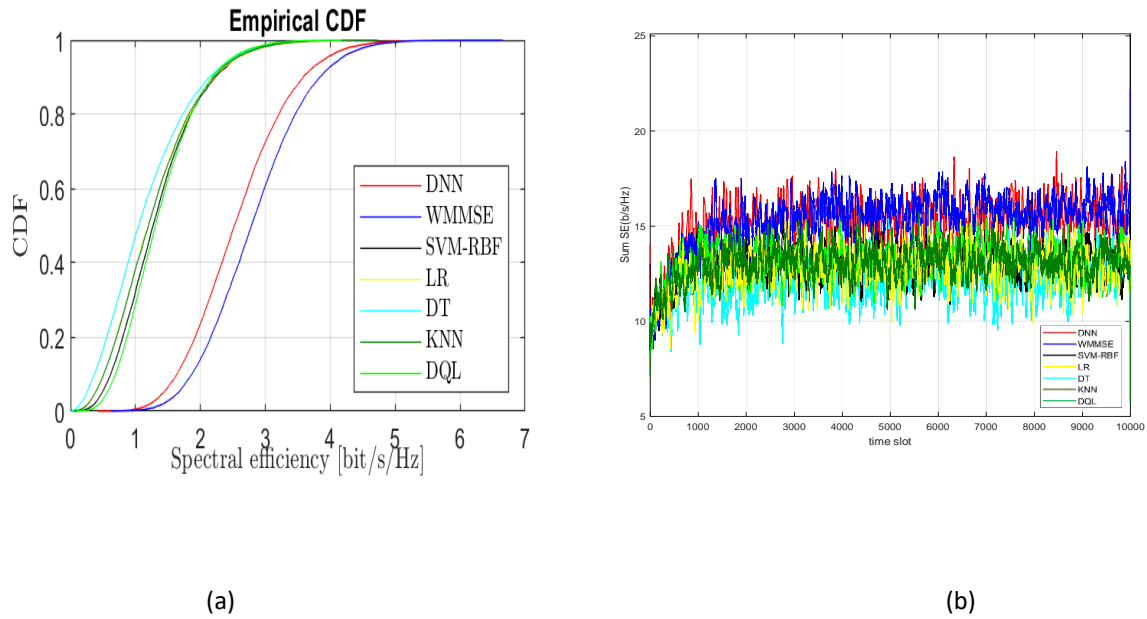 Empirical CDF
CDF
1
0.8
0.6
0.4
0.2
0
0 1 2 3 4 5 6 7
Spectral efficiency [bit/s/Hz]
DNN
WMMSE
SVM-RBF
LR
DT
KNN
DQL
(a)
Sum SE(b/s/Hz)
25
20
15
10
5
0 1000 2000 3000 4000 5000 6000 7000 8000 9000 10000
time slot
DNN
WMMSE
SVM-RBF
LR
DT
KNN
DQL
(b)